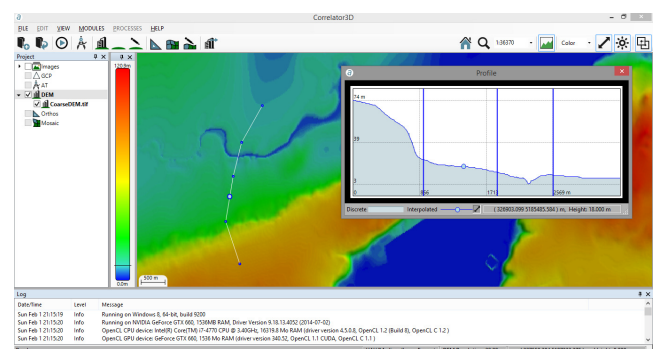 Correlator3D
FILE EDIT VIEW MODULES PROCESSES HELP
1:36370 Color
Project
Images
GCP
AT
DEM
CoarseDEM.tif
Orthos
Mosaic
120.9m
0.0m
500 m
Profile
74 m
39
3
0 856 1713 2569 m
Discrete Interpolated ( 326903.099 5105485.584 ) m, Height: 18.000 m
Log
Date/Time Level Message
Sun Feb 1 21:15:19 Info Running on Windows 8, 64-bit, build 9200
Sun Feb 1 21:15:20 Info Running on NVIDIA GeForce GTX 660, 1536MB RAM, Driver Version 9.18.13.4052 (2014-07-02)
Sun Feb 1 21:15:20 Info OpenCL CPU device: Intel(R) Core(TM) i7-4770 CPU @ 3.40GHz, 16319.8 Mo RAM (driver version 4.5.0.8, OpenCL 1.2 (Build 8), OpenCL C 1.2 )
Sun Feb 1 21:15:20 Info OpenCL GPU device: GeForce GTX 660, 1536 Mo RAM (driver version 340.52, OpenCL 1.1 CUDA, OpenCL C 1.1 )